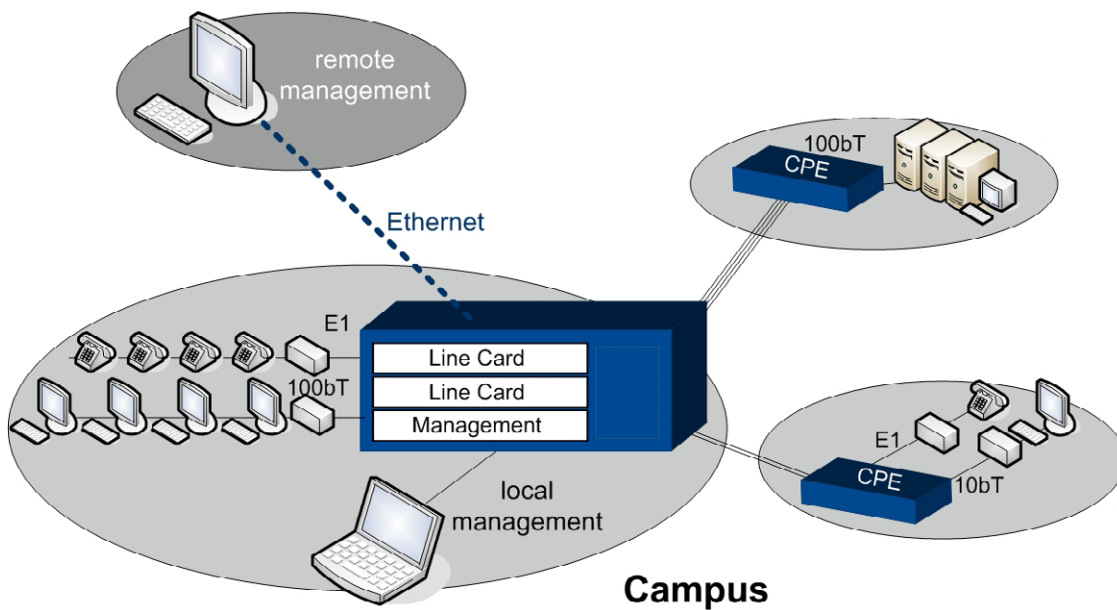 remote
management
Ethernet
100bT
CPE
E1
100bT
Line Card
Line Card
Management
local
management
E1
10bT
CPE
Campus